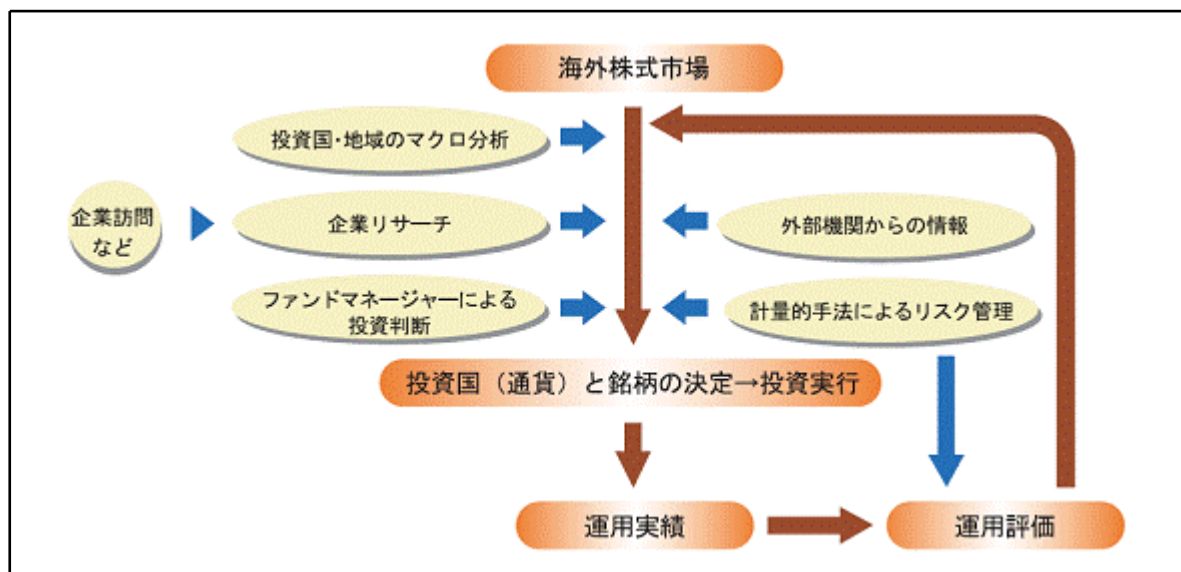 海外株式市場
投資国・地域のマクロ分析
企業訪問
など
企業リサーチ
外部機関からの情報
ファンドマネージャーによる
投資判断
計量的手法によるリスク管理
投資国（通貨）と銘柄の決定→投資実行
運用実績
運用評価